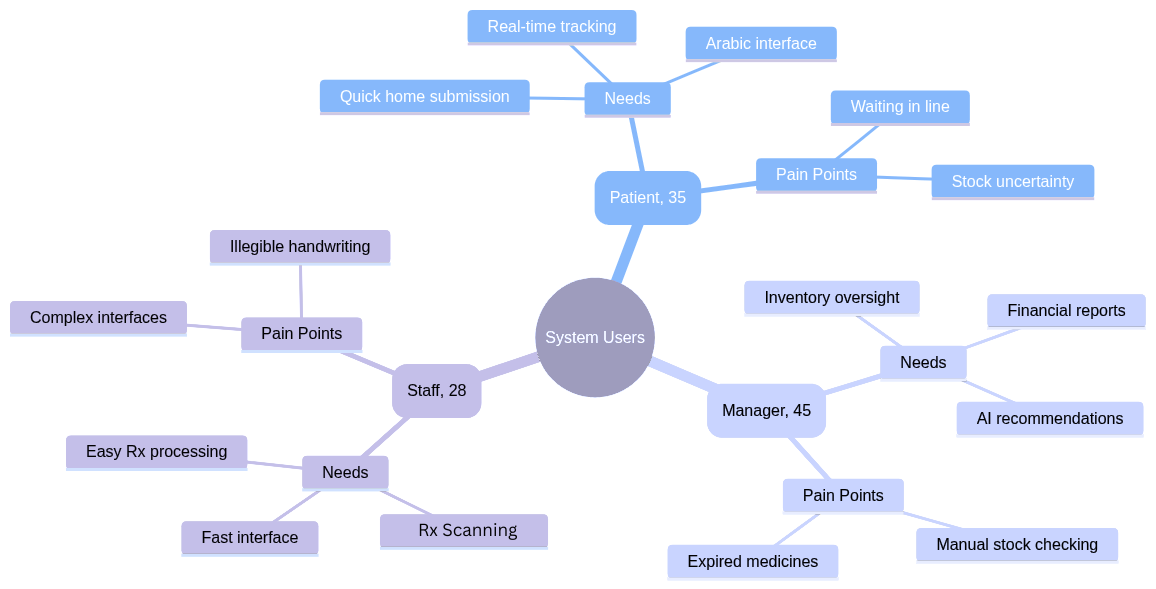 Real-time tracking
Arabic interface
Quick home submission
Needs
Waiting in line
Pain Points
Stock uncertainty
Patient, 35
Illegible handwriting
Complex interfaces
Pain Points
Staff, 28
Easy Rx processing
Needs
Fast interface
Rx Scanning
System Users
Inventory oversight
Financial reports
Needs
AI recommendations
Manager, 45
Pain Points
Manual stock checking
Expired medicines